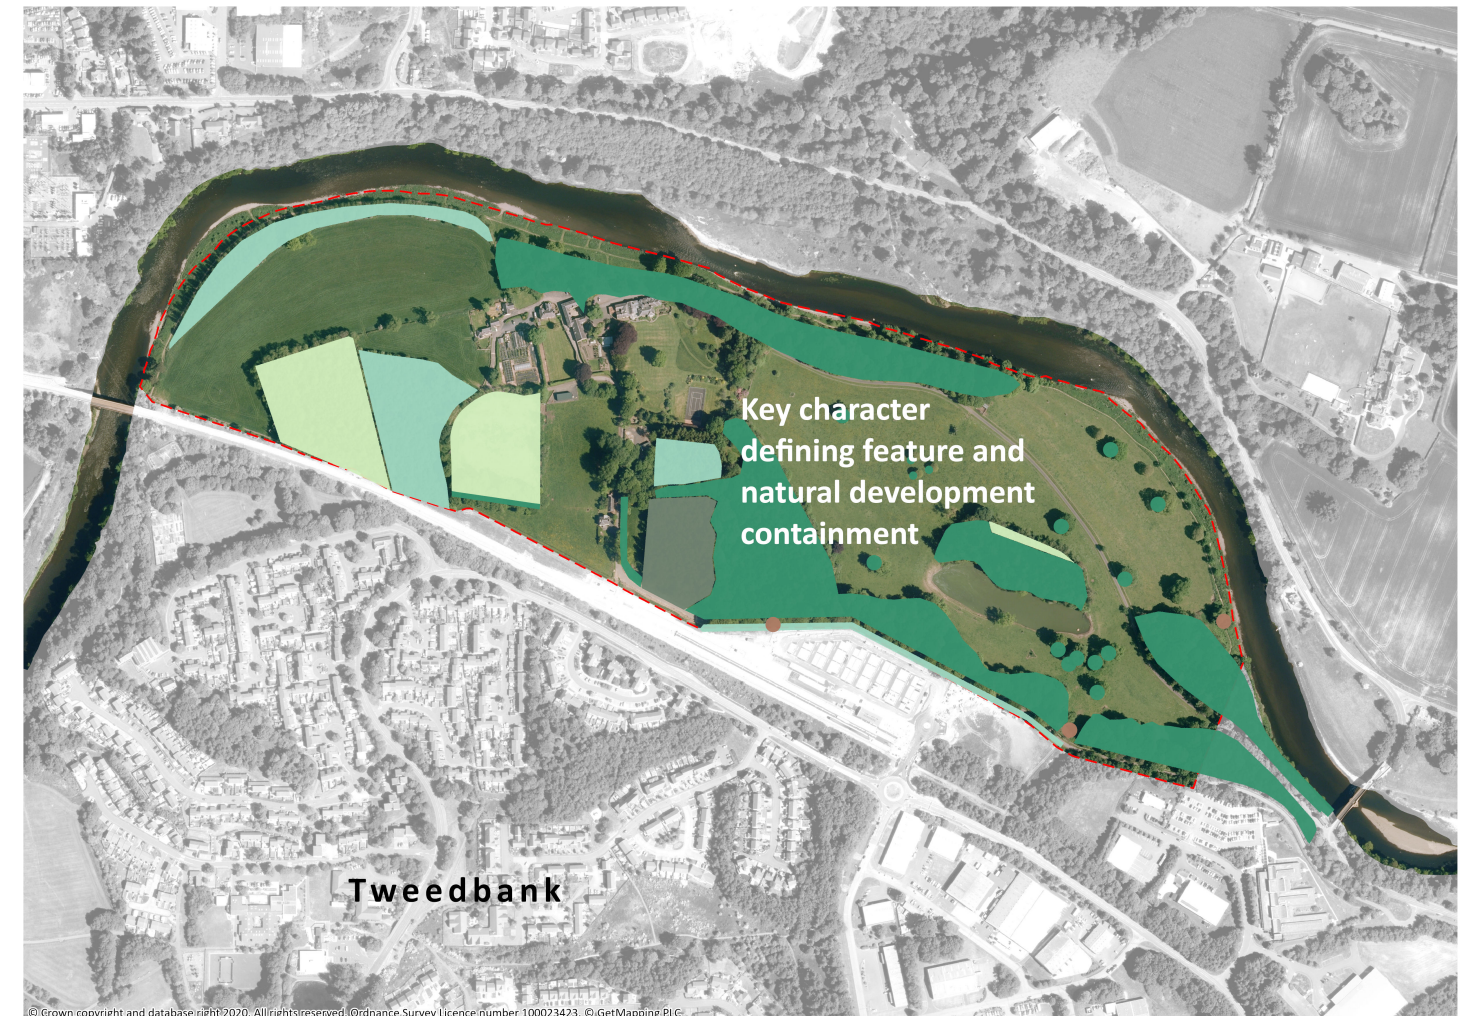 Key character
defining feature and
natural development
containment
Tweedbank
© Crown copyright and database right 2020. All rights reserved. Ordnance Survey Licence number 100023423. © GetMapping PLC